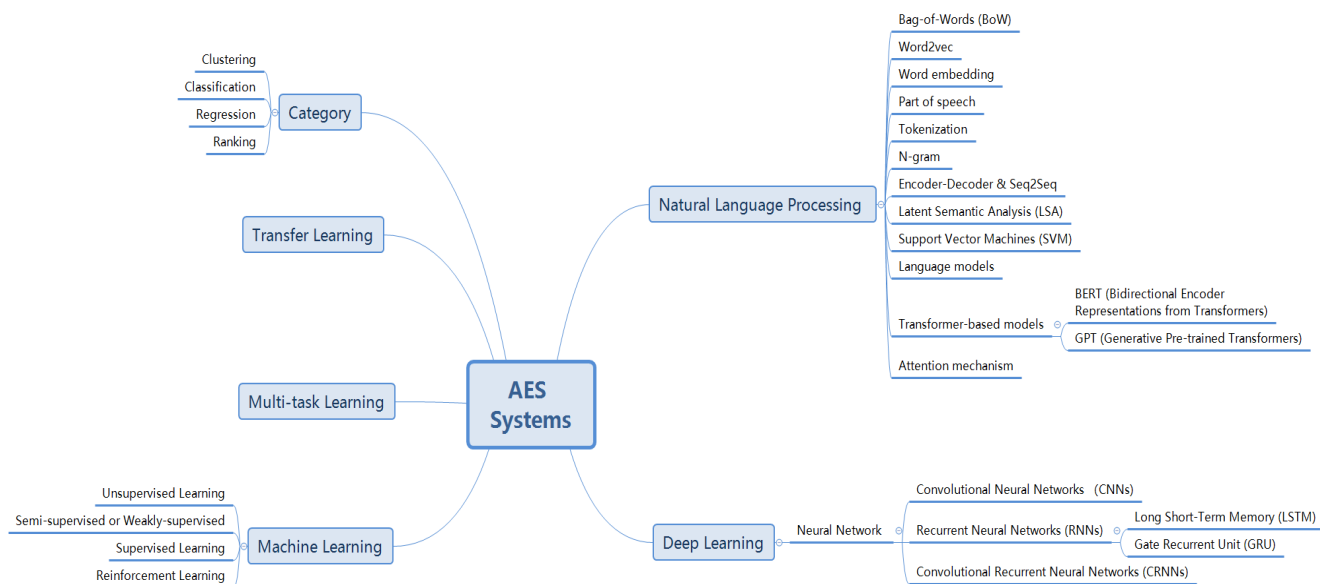 AES
Systems
Category
Clustering
Classification
Regression
Ranking
Transfer Learning
Multi-task Learning
Machine Learning
Unsupervised Learning
Semi-supervised or Weakly-supervised
Supervised Learning
Reinforcement Learning
Natural Language Processing
Bag-of-Words (BoW)
Word2vec
Word embedding
Part of speech
Tokenization
N-gram
Encoder-Decoder & Seq2Seq
Latent Semantic Analysis (LSA)
Support Vector Machines (SVM)
Language models
Transformer-based models
BERT (Bidirectional Encoder
Representations from Transformers)
GPT (Generative Pre-trained Transformers)
Attention mechanism
Deep Learning
Neural Network
Convolutional Neural Networks (CNNs)
Recurrent Neural Networks (RNNs)
Long Short-Term Memory (LSTM)
Gate Recurrent Unit (GRU)
Convolutional Recurrent Neural Networks (CRNNs)